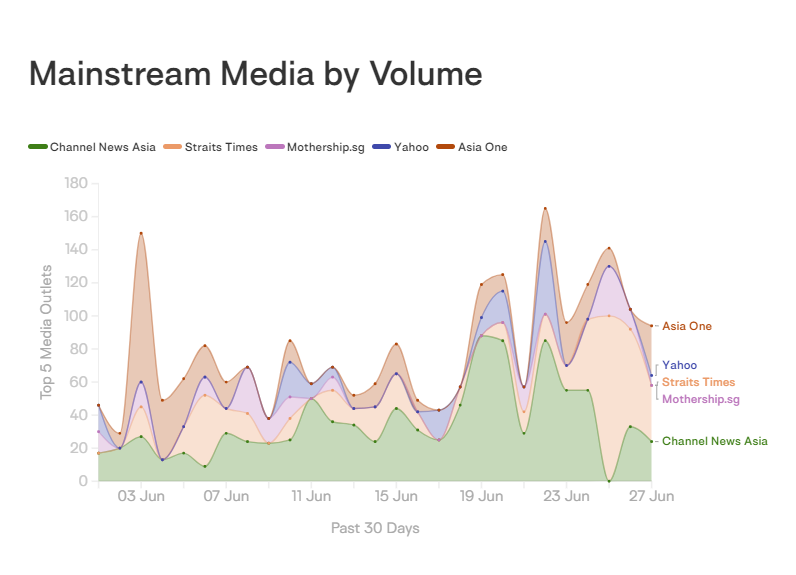 Mainstream Media by Volume
Channel News Asia Straits Times Mothership.sg Yahoo Asia One
Top 5 Media Outlets
180
160
140
120
100
80
60
40
20
0
Asia One
Yahoo
Straits Times
Mothership.sg
Channel News Asia
03 Jun 07 Jun 11 Jun 15 Jun 19 Jun 23 Jun 27 Jun
Past 30 Days